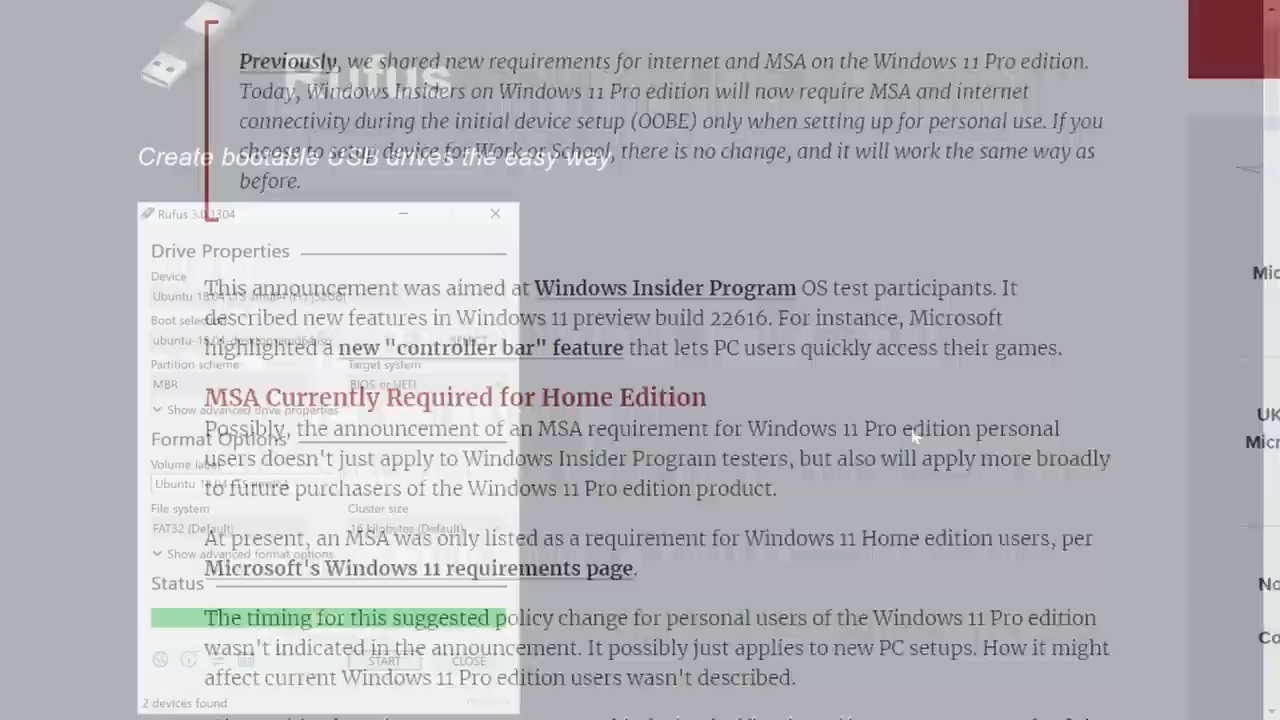 Previously, we shared new requirements for internet and MSA on the Windows 11 Pro edition.
Rufus
Today, Windows Insiders on Windows 11 Pro edition will now require MSA and internet
connectivity during the initial device setup (OOBE) only when setting up for personal use. If you
choose to setup device for Work or School, there is no change, and it will work the same way as
Create bootable USB drives the easy way
before.
Rufus 3.0.1304
Drive Properties
Device
This announcement was aimed at Windows Insider Program OS test participants. It
described new features in Windows 11 preview build 22616. For instance, Microsoft
highlighted a new "controller bar" feature that lets PC users quickly access their games.
Partition scheme
Target system
MBR
BIOS or UEFI
MSA Currently Required for Home Edition
Show advanced drive properties
Possibly, the announcement of an MSA requirement for Windows 11 Pro edition personal
Format Options
users doesn't just apply to Windows Insider Program testers, but also will apply more broadly
Volume label
to future purchasers of the Windows 11 Pro edition product.
File system
Cluster size
FAT32 (Default)
16 kilobytes (Default)
At present, an MSA was only listed as a requirement for Windows 11 Home edition users, per
Show advanced format options
Microsoft's Windows 11 requirements page.
Status
The timing for this suggested policy change for personal users of the Windows 11 Pro edition
wasn't indicated in the announcement. It possibly just applies to new PC setups. How it might
START
CLOSE
affect current Windows 11 Pro edition users wasn't described.
2 devices found
Mic
UK
Micr
No
Co